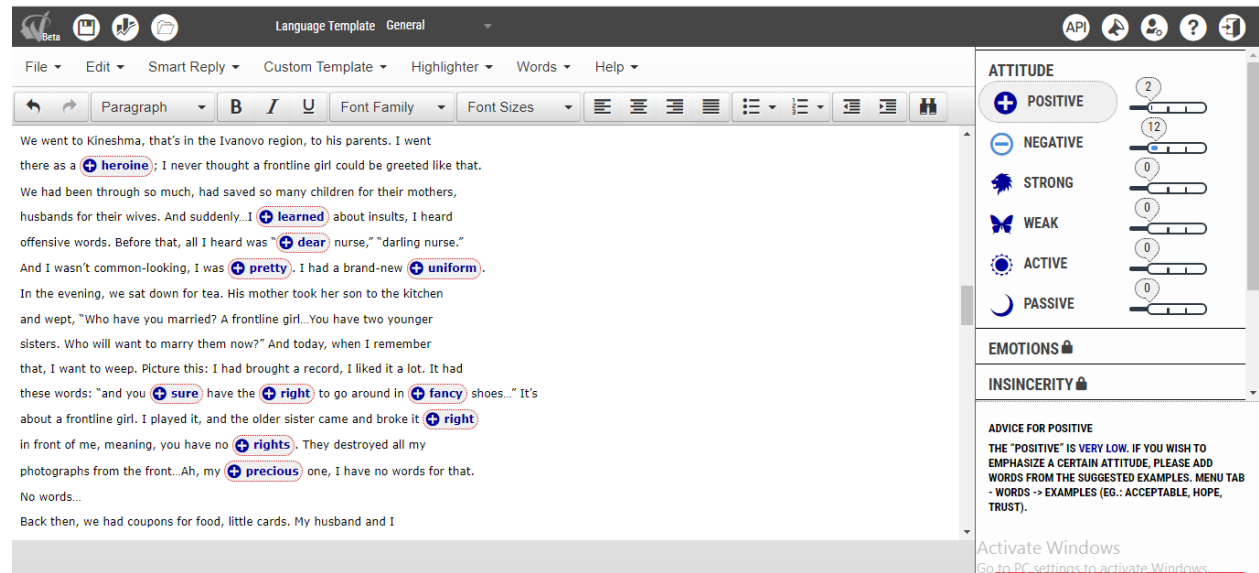 Beta
Language Template General
API
File Edit Smart Reply Custom Template Highlighter Words Help
Paragraph B I U Font Family Font Sizes
We went to Kineshma, that's in the Ivanovo region, to his parents. I went
there as a heroine; I never thought a frontline girl could be greeted like that.
We had been through so much, had saved so many children for their mothers,
husbands for their wives. And suddenly…I learned about insults, I heard
offensive words. Before that, all I heard was “dear nurse,” “darling nurse.”
And I wasn't common-looking, I was pretty. I had a brand-new uniform.
In the evening, we sat down for tea. His mother took her son to the kitchen
and wept, “Who have you married? A frontline girl…You have two younger
sisters. Who will want to marry them now?” And today, when I remember
that, I want to weep. Picture this: I had brought a record, I liked it a lot. It had
these words: “and you sure have the right to go around in fancy shoes…” It's
about a frontline girl. I played it, and the older sister came and broke it right
in front of me, meaning, you have no rights. They destroyed all my
photographs from the front…Ah, my precious one, I have no words for that.
No words…
Back then, we had coupons for food, little cards. My husband and I
ATTITUDE
POSITIVE 2
NEGATIVE 12
STRONG 0
WEAK 0
ACTIVE 0
PASSIVE 0
EMOTIONS
INSINCERITY
ADVICE FOR POSITIVE
THE “POSITIVE” IS VERY LOW. IF YOU WISH TO
EMPHASIZE A CERTAIN ATTITUDE, PLEASE ADD
WORDS FROM THE SUGGESTED EXAMPLES. MENU TAB
- WORDS -> EXAMPLES (EG.: ACCEPTABLE, HOPE,
TRUST).
Activate Windows
Go to PC settings to activate Windows.